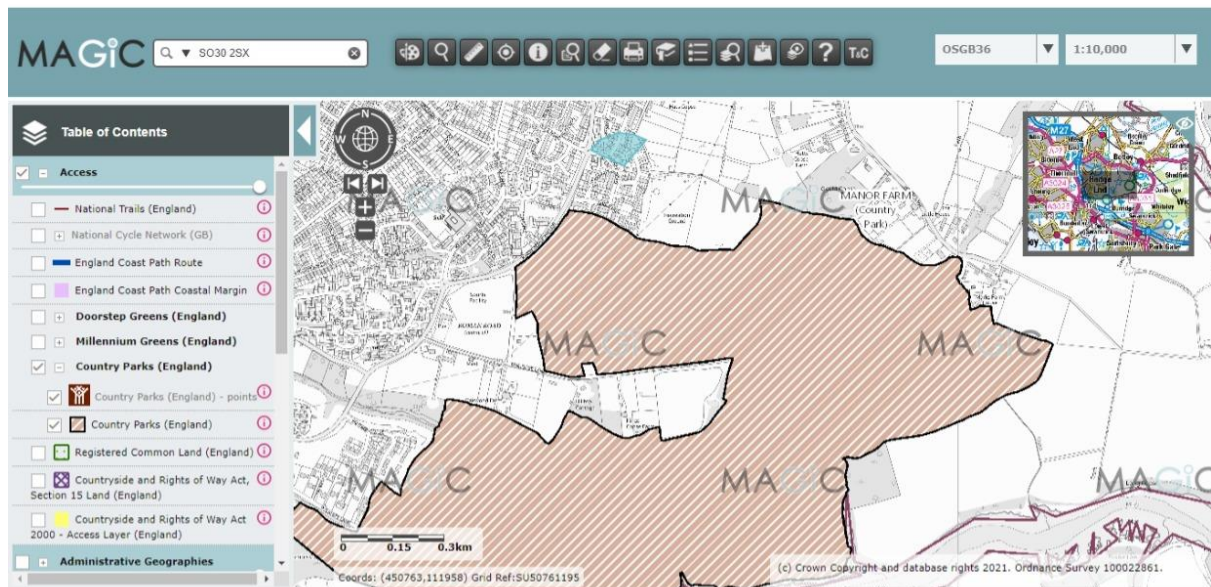 MAGiC
SO30 2SX
OSGB36
1:10,000
T&C
Table of Contents
Access
National Trails (England)
National Cycle Network (GB)
England Coast Path Route
England Coast Path Coastal Margin
Doorstep Greens (England)
Millennium Greens (England)
Country Parks (England)
Country Parks (England) - points
Country Parks (England)
Registered Common Land (England)
Countryside and Rights of Way Act,
Section 15 Land (England)
Countryside and Rights of Way Act
2000 - Access Layer (England)
Administrative Geographies
N
W
E
S
MAGiC
MAGiC
MANOR FARM
(Country
Park)
M27
Hedge
End
MAGiC
MAGiC
MAGiC
MAGiC
MAGiC
0 0.15 0.3km
Coords: (450763,111958) Grid Ref:SU50761195
(c) Crown Copyright and database rights 2021. Ordnance Survey 100022861.